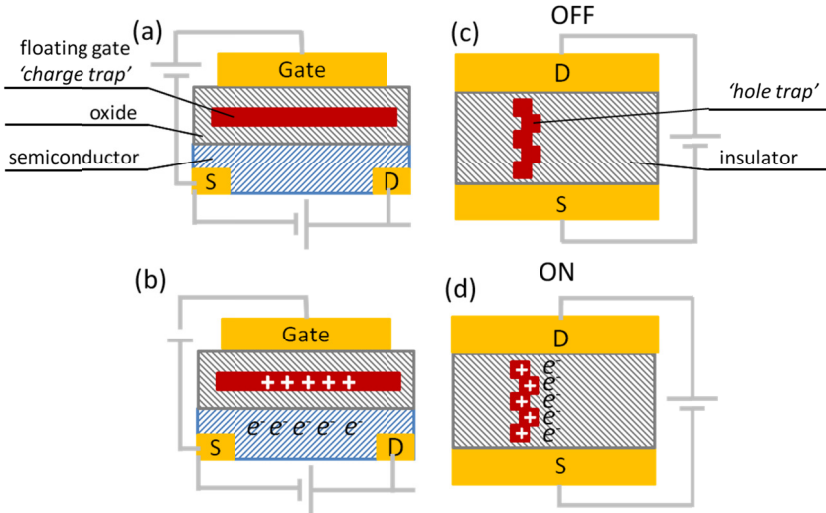 (a)
floating gate
‘charge trap’
oxide
semiconductor
Gate
S
D
(c)
OFF
D
‘hole trap’
insulator
S
(b)
Gate
+ + + + +
e- e- e- e- e-
S
D
ON
(d)
D
+ e-
+ e-
+ e-
+ e-
+ e-
S